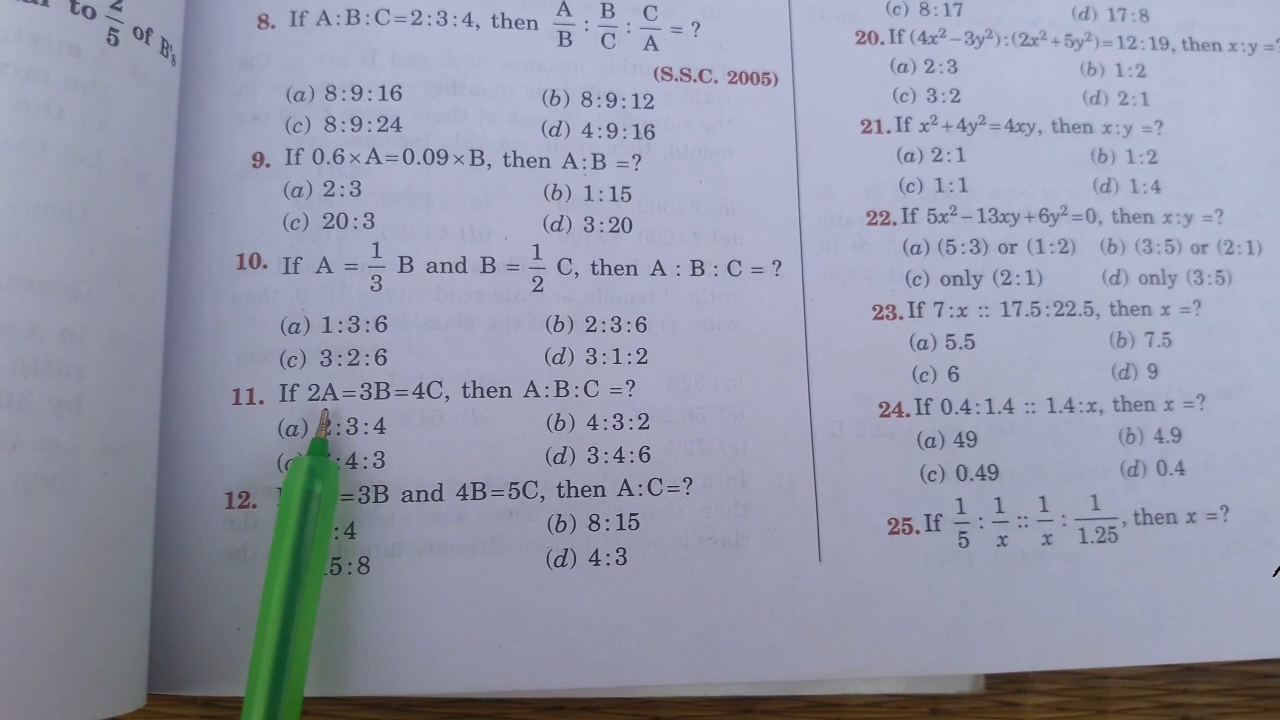 to 2/5 of B's
8. If A:B:C=2:3:4, then A/B : B/C : C/A = ?
(S.S.C. 2005)
(a) 8:9:16 (b) 8:9:12
(c) 8:9:24 (d) 4:9:16
9. If 0.6×A=0.09×B, then A:B =?
(a) 2:3 (b) 1:15
(c) 20:3 (d) 3:20
10. If A = 1/3 B and B = 1/2 C, then A : B : C = ?
(a) 1:3:6 (b) 2:3:6
(c) 3:2:6 (d) 3:1:2
11. If 2A=3B=4C, then A:B:C =?
(a) 2:3:4 (b) 4:3:2
:4:3 (d) 3:4:6
12. =3B and 4B=5C, then A:C=?
:4 (b) 8:15
5:8 (d) 4:3
(c) 8:17 (d) 17:8
20. If (4x²−3y²):(2x²+5y²)=12:19, then x:y =?
(a) 2:3 (b) 1:2
(c) 3:2 (d) 2:1
21. If x²+4y²=4xy, then x:y =?
(a) 2:1 (b) 1:2
(c) 1:1 (d) 1:4
22. If 5x²−13xy+6y²=0, then x:y =?
(a) (5:3) or (1:2) (b) (3:5) or (2:1)
(c) only (2:1) (d) only (3:5)
23. If 7:x :: 17.5:22.5, then x =?
(a) 5.5 (b) 7.5
(c) 6 (d) 9
24. If 0.4:1.4 :: 1.4:x, then x =?
(a) 49 (b) 4.9
(c) 0.49 (d) 0.4
25. If 1/5 : 1/x :: 1/x : 1/1.25, then x =?